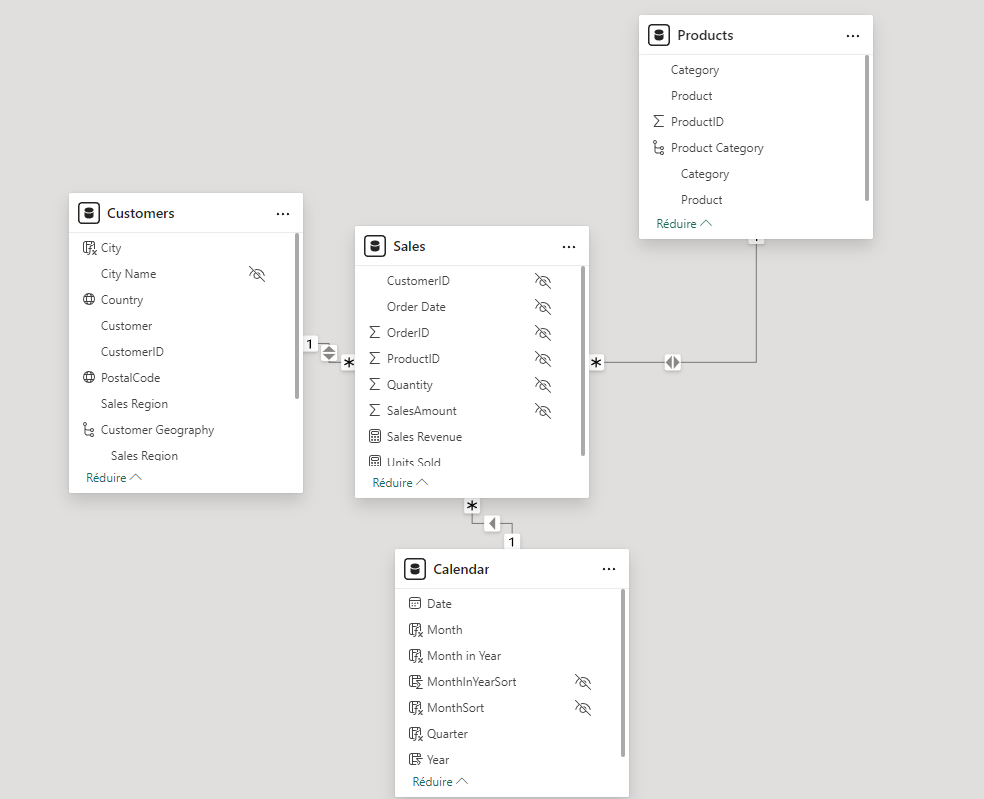 Products
...
Category
Product
ProductID
Product Category
Category
Product
Réduire
Customers
...
City
City Name
Country
Customer
CustomerID
PostalCode
Sales Region
Customer Geography
Sales Region
Réduire
1
*
Sales
...
CustomerID
Order Date
OrderID
ProductID
Quantity
SalesAmount
Sales Revenue
Units Sold
Réduire
*
*
1
Calendar
...
Date
Month
Month in Year
MonthInYearSort
MonthSort
Quarter
Year
Réduire